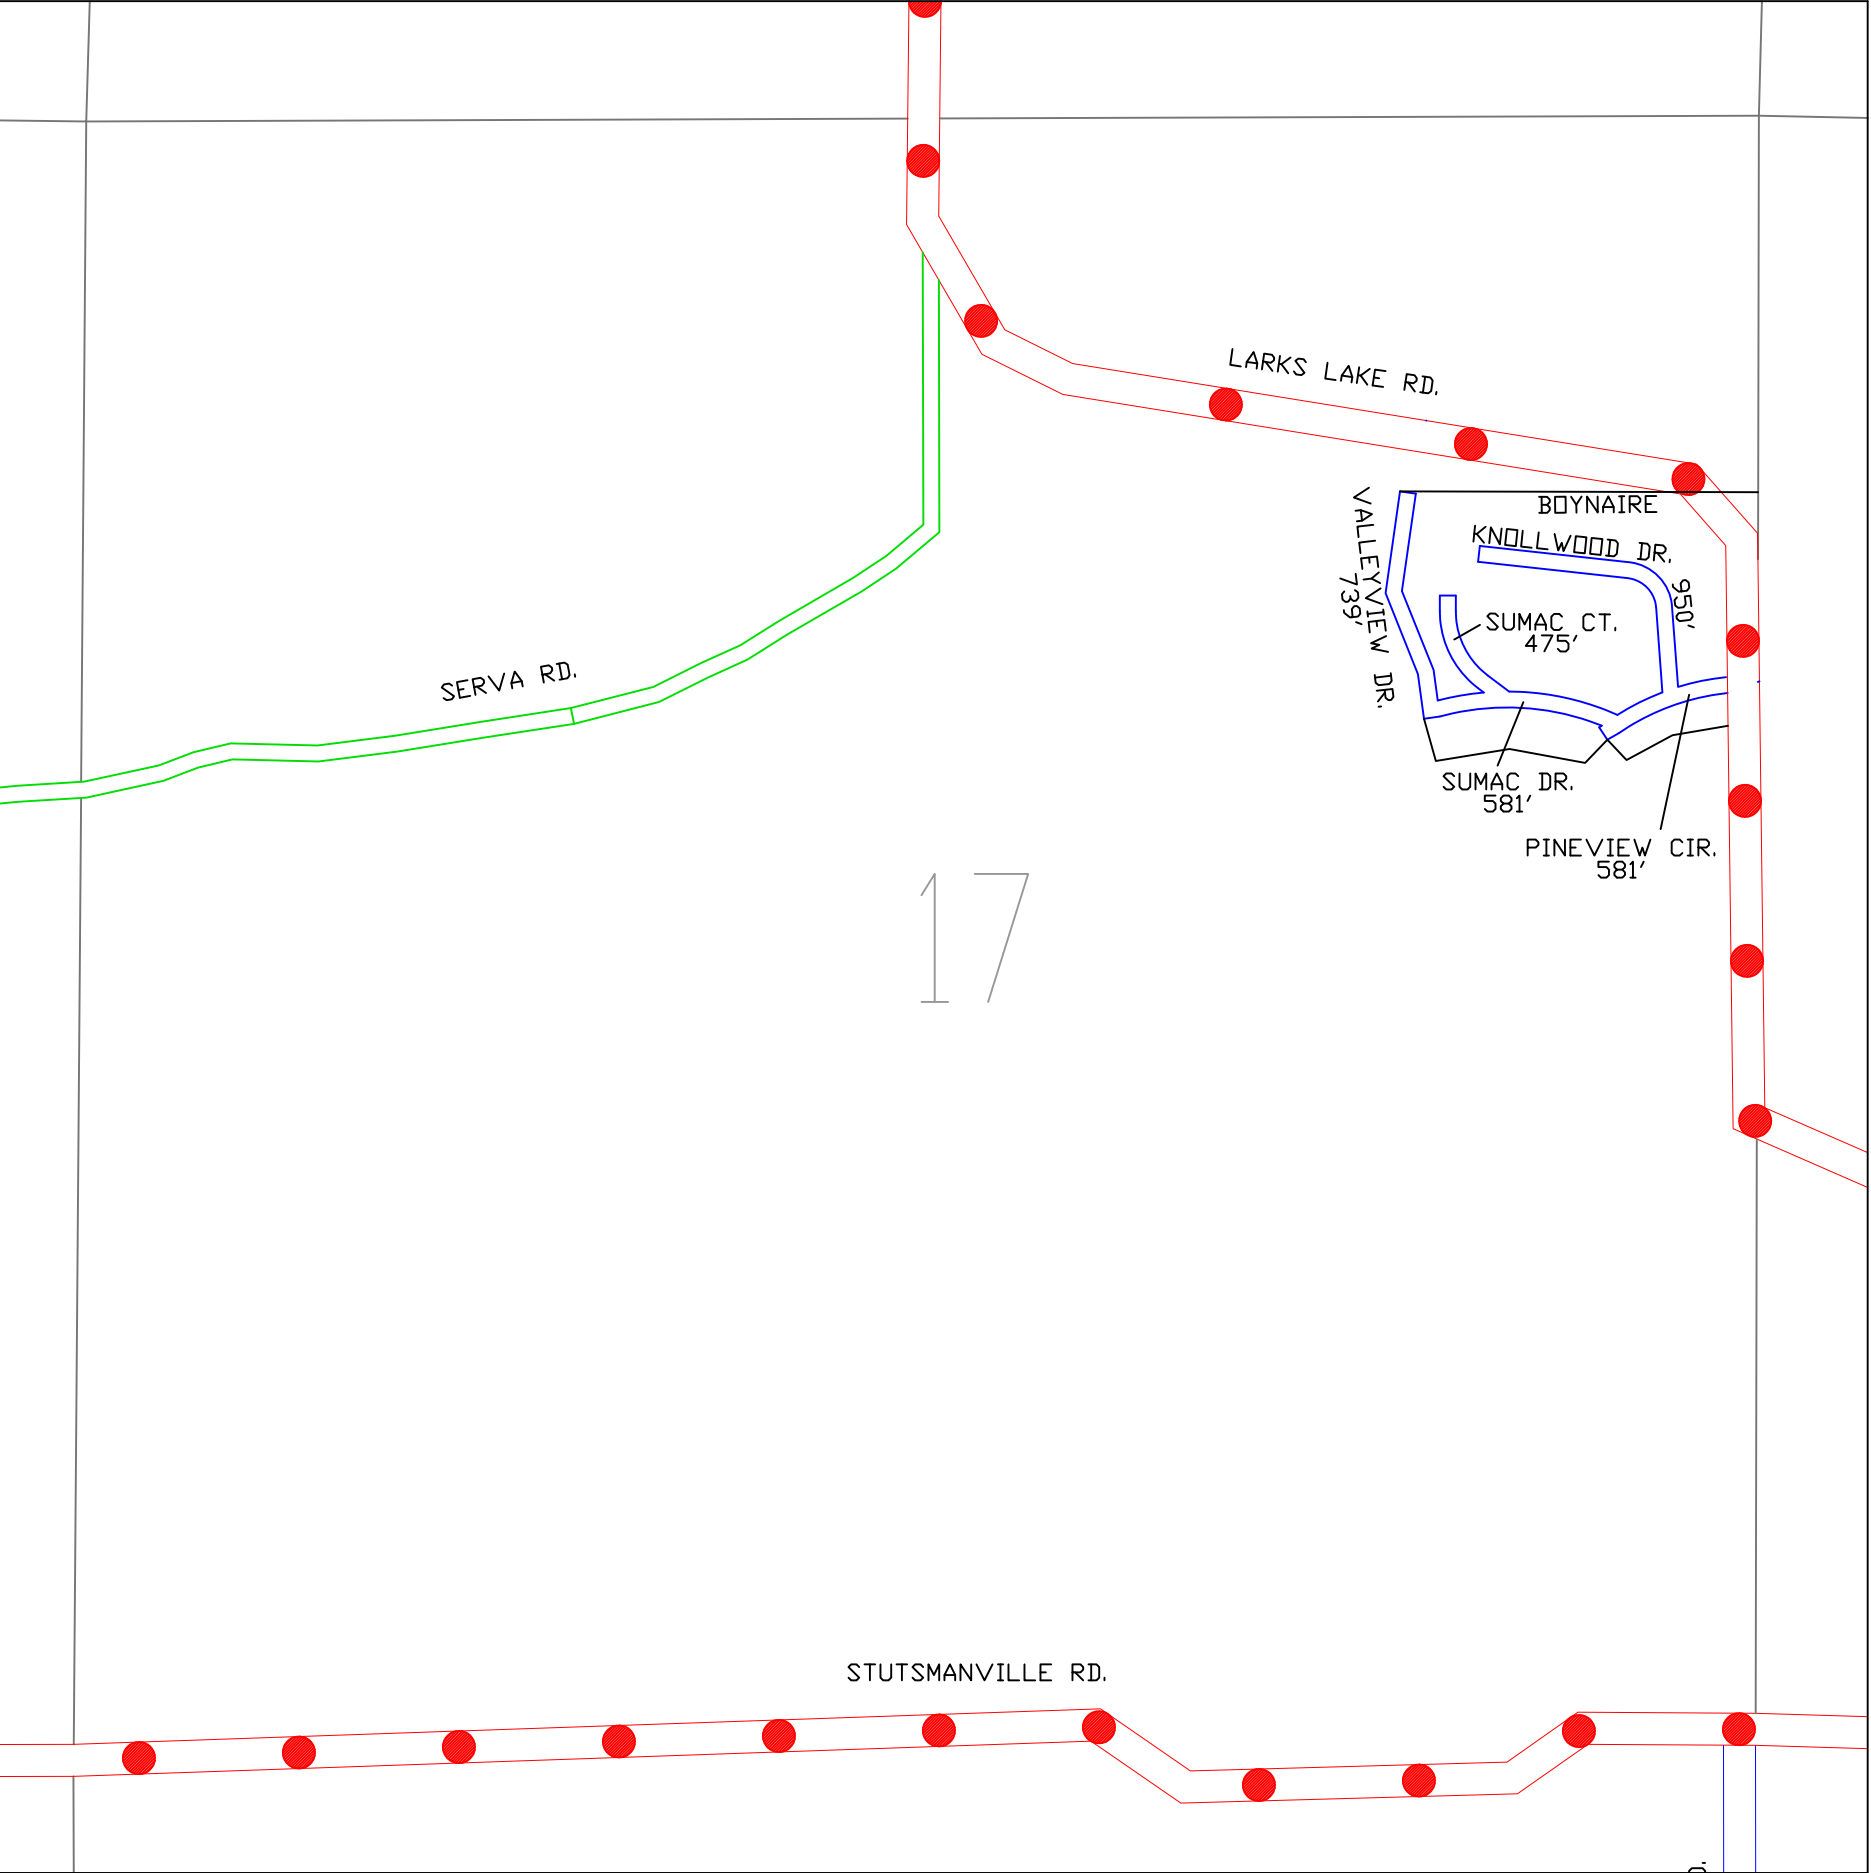 LARKS LAKE RD.
BOYNAIRE
KNOLLWOOD DR.
950'
VALLEYVIEW DR.
739'
SUMAC CT.
475'
SERVA RD.
SUMAC DR.
581'
PINEVIEW CIR.
581'
17
STUTSMANVILLE RD.